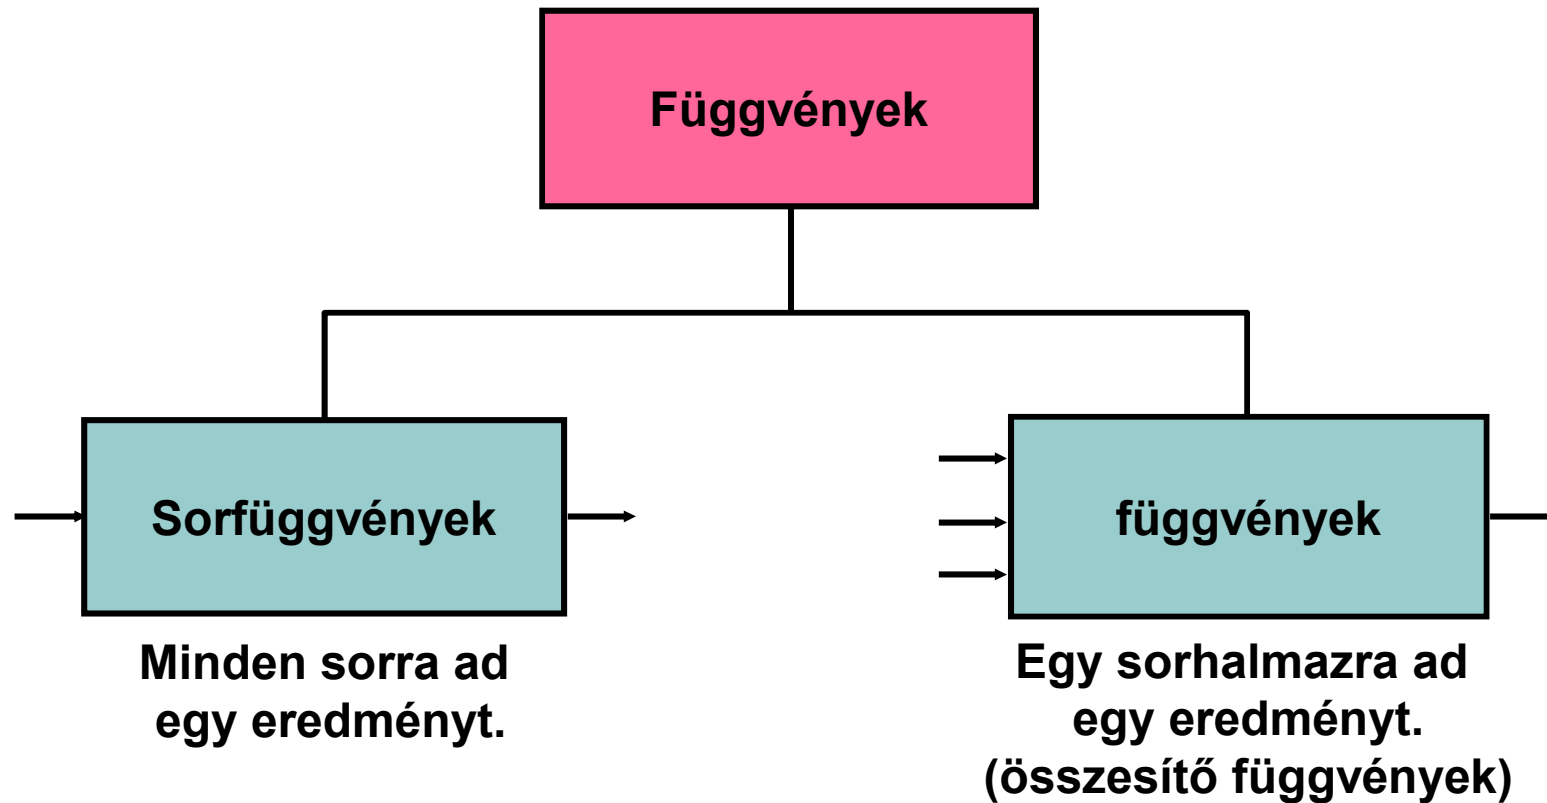 Függvények
Sorfüggvények
függvények
Minden sorra ad
egy eredményt.
Egy sorhalmazra ad
egy eredményt.
(összesítő függvények)